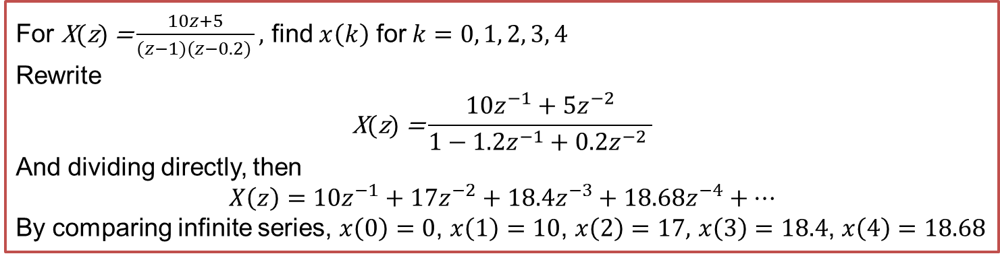 For X(z) = \frac{10z+5}{(z-1)(z-0.2)}, find x(k) for k = 0, 1, 2, 3, 4
Rewrite
X(z) = \frac{10z^{-1} + 5z^{-2}}{1 - 1.2z^{-1} + 0.2z^{-2}}
And dividing directly, then
X(z) = 10z^{-1} + 17z^{-2} + 18.4z^{-3} + 18.68z^{-4} + ⋯
By comparing infinite series, x(0) = 0, x(1) = 10, x(2) = 17, x(3) = 18.4, x(4) = 18.68